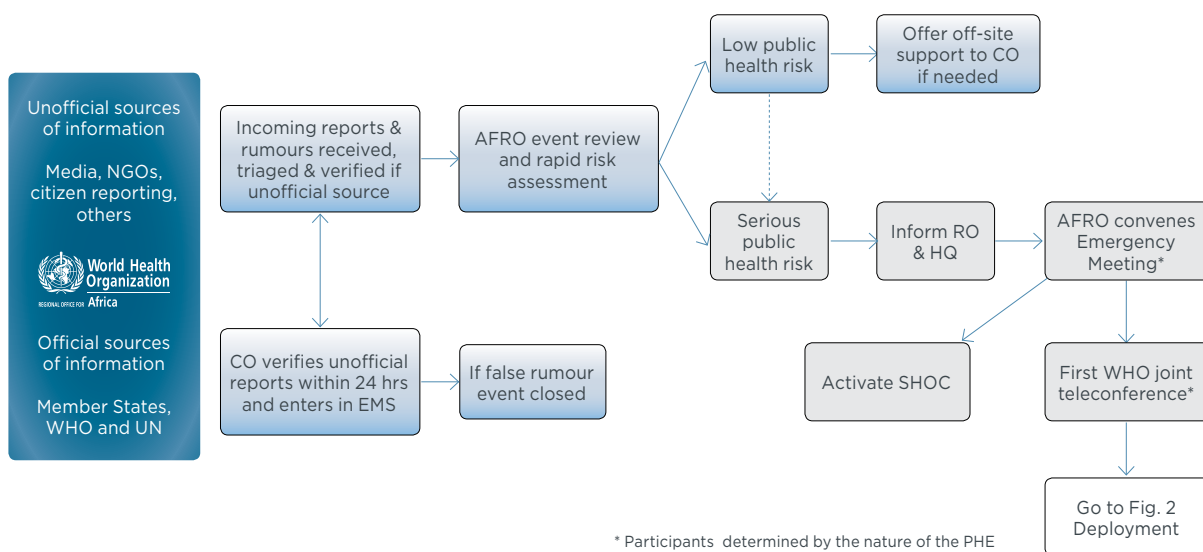 Unofficial sources
of information
Media, NGOs,
citizen reporting,
others
World Health
Organization
REGIONAL OFFICE FOR Africa
Official sources
of information
Member States,
WHO and UN
Incoming reports &
rumours received,
triaged & verified if
unofficial source
CO verifies unofficial
reports within 24 hrs
and enters in EMS
AFRO event review
and rapid risk
assessment
If false rumour
event closed
Low public
health risk
Offer off-site
support to CO
if needed
Serious
public
health risk
Inform RO
& HQ
AFRO convenes
Emergency
Meeting*
Activate SHOC
First WHO joint
teleconference*
Go to Fig. 2
Deployment
* Participants determined by the nature of the PHE